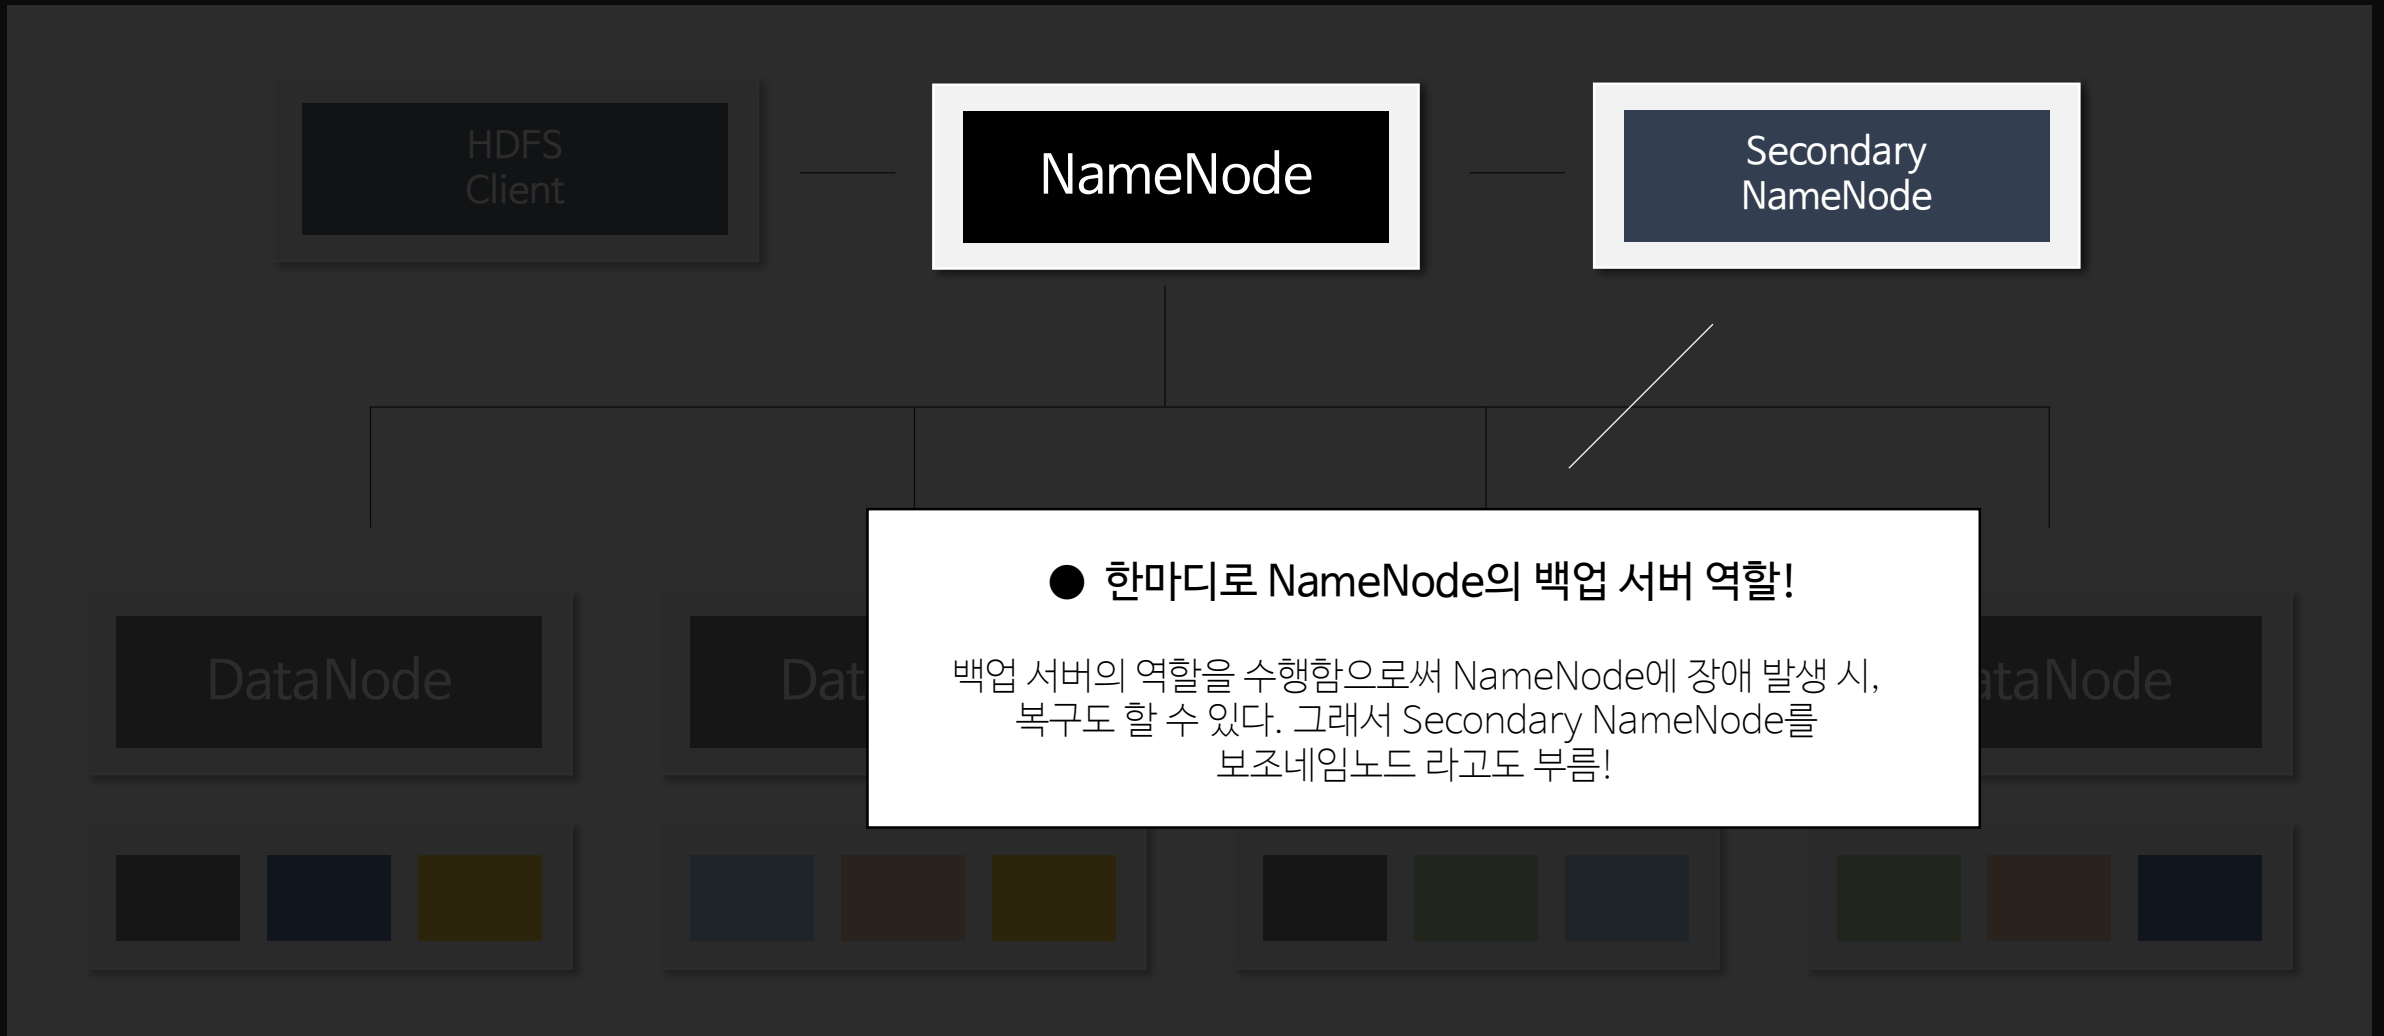 HDFS
Client
NameNode
Secondary
NameNode
● 한마디로 NameNode의 백업 서버 역할!
백업 서버의 역할을 수행함으로써 NameNode에 장애 발생 시,
복구도 할 수 있다. 그래서 Secondary NameNode를
보조네임노드 라고도 부름!
DataNode
Dat
ataNode